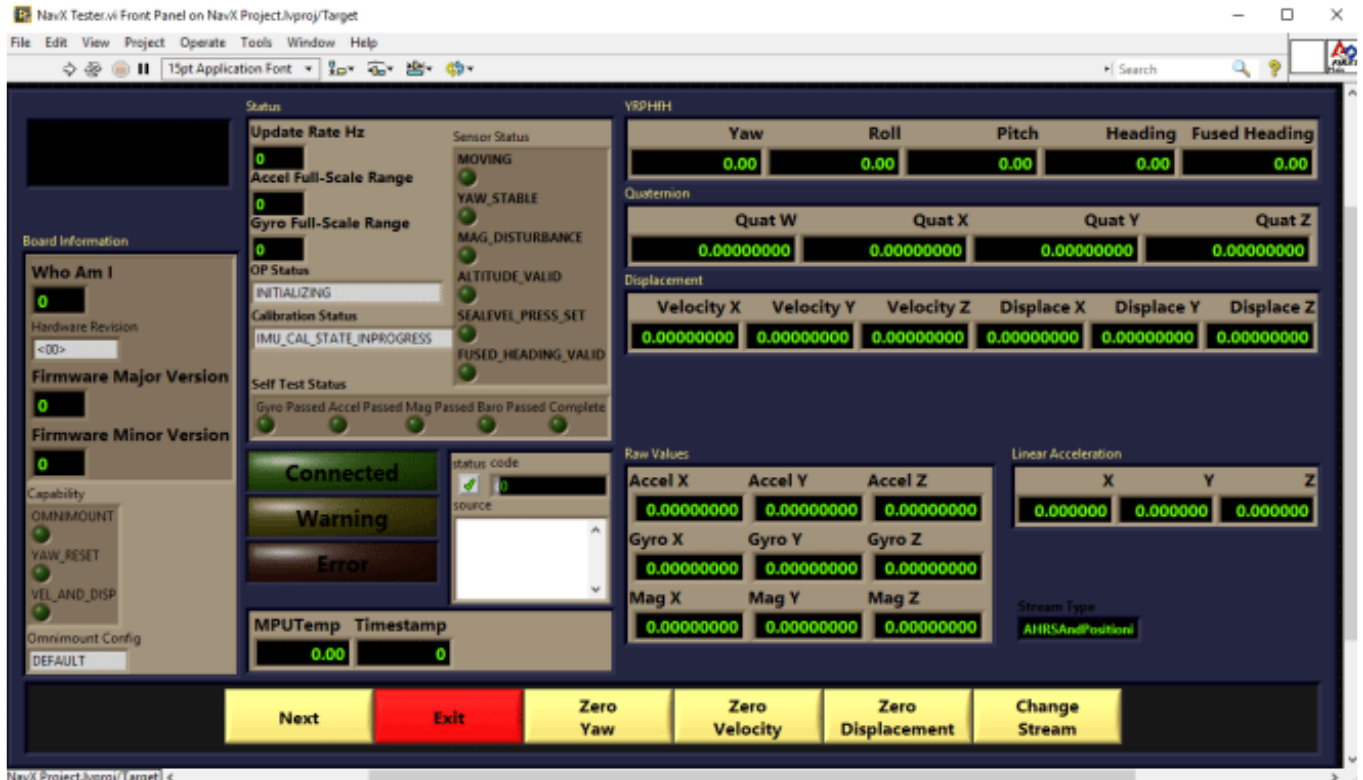 NavX Tester.vi Front Panel on NavX Project.lvproj/Target
File Edit View Project Operate Tools Window Help
15pt Application Font
Search
Status
Update Rate Hz
0
Accel Full-Scale Range
0
Gyro Full-Scale Range
0
OP Status
INITIALIZING
Calibration Status
IMU_CAL_STATE_INPROGRESS
Sensor Status
MOVING
YAW_STABLE
MAG_DISTURBANCE
ALTITUDE_VALID
SEALEVEL_PRESS_SET
FUSED_HEADING_VALID
Self Test Status
Gyro Passed Accel Passed Mag Passed Baro Passed Complete
Board Information
Who Am I
0
Hardware Revision
<00>
Firmware Major Version
0
Firmware Minor Version
0
Capability
OMNIMOUNT
YAW_RESET
VEL_AND_DISP
Omnimount Config
DEFAULT
Connected
Warning
Error
status code
0
source
MPUTemp Timestamp
0.00 0
YRPHfH
Yaw Roll Pitch Heading Fused Heading
0.00 0.00 0.00 0.00 0.00
Quaternion
Quat W Quat X Quat Y Quat Z
0.00000000 0.00000000 0.00000000 0.00000000
Displacement
Velocity X Velocity Y Velocity Z Displace X Displace Y Displace Z
0.00000000 0.00000000 0.00000000 0.00000000 0.00000000 0.00000000
Raw Values
Accel X Accel Y Accel Z
0.00000000 0.00000000 0.00000000
Gyro X Gyro Y Gyro Z
0.00000000 0.00000000 0.00000000
Mag X Mag Y Mag Z
0.00000000 0.00000000 0.00000000
Linear Acceleration
X Y Z
0.000000 0.000000 0.000000
Stream Type
AHRSAndPositioni
Next
Exit
Zero
Yaw
Zero
Velocity
Zero
Displacement
Change
Stream
NavX Project.lvproj/Target